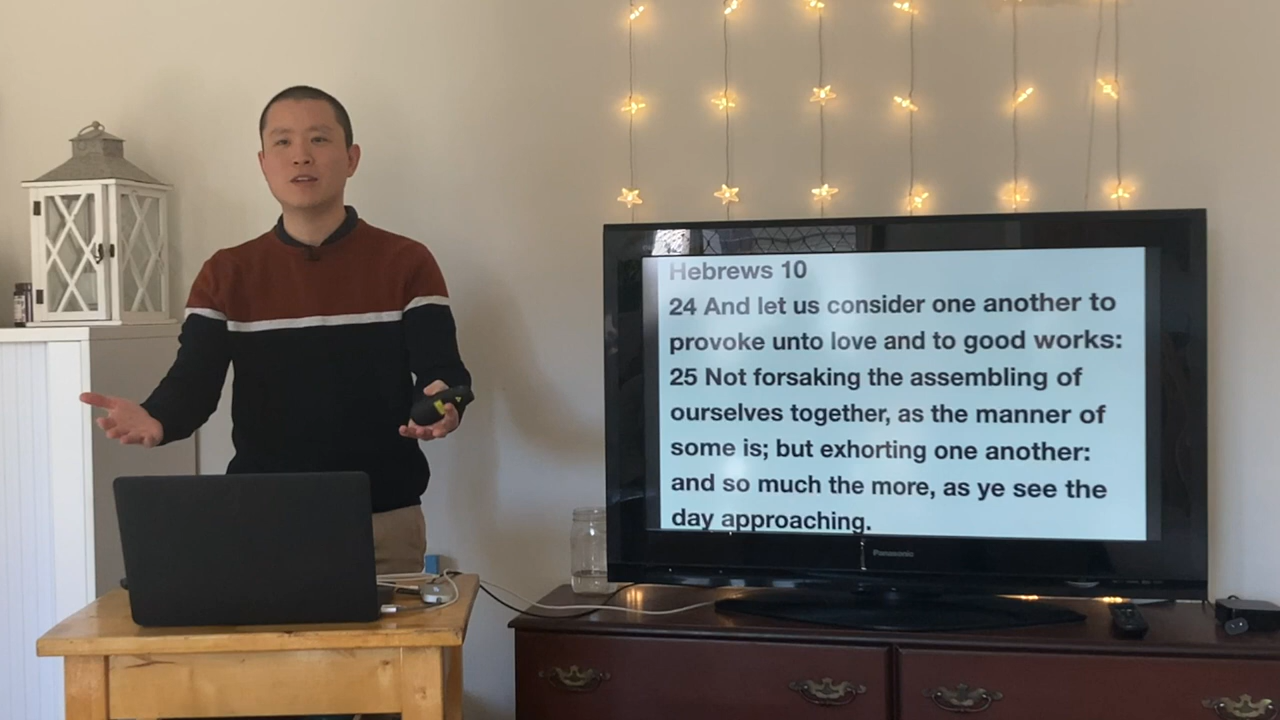 Hebrews 10
24 And let us consider one another to
provoke unto love and to good works:
25 Not forsaking the assembling of
ourselves together, as the manner of
some is; but exhorting one another:
and so much the more, as ye see the
day approaching.
Panasonic